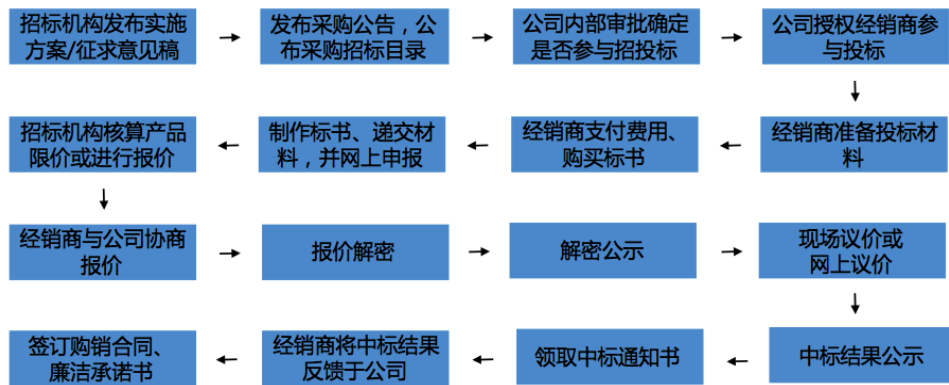 招标机构发布实施
方案/征求意见稿
发布采购公告，公
布采购招标目录
公司内部审批确定
是否参与招投标
公司授权经销商参
与投标
经销商准备投标材
料
经销商支付费用、
购买标书
制作标书、递交材
料，并网上申报
招标机构核算产品
限价或进行报价
经销商与公司协商
报价
报价解密
解密公示
现场议价或
网上议价
中标结果公示
领取中标通知书
经销商将中标结果
反馈于公司
签订购销合同、
廉洁承诺书